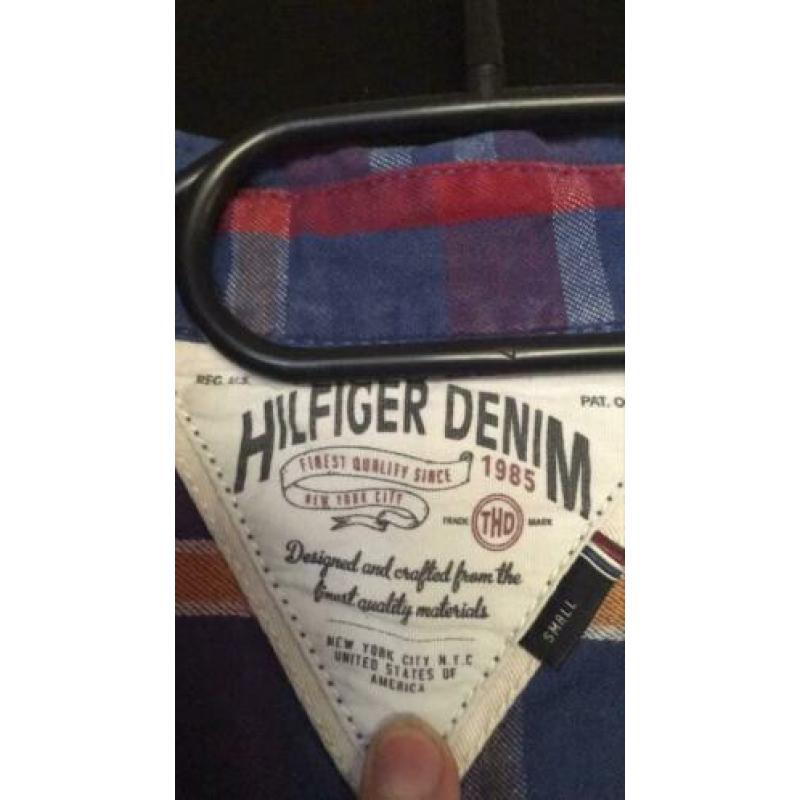 REG. U.S.
PAT. O
HILFIGER DENIM
FINEST QUALITY SINCE 1985
NEW YORK CITY
TRADE THD MARK
Designed and crafted from the
finest quality materials
NEW YORK CITY N.Y.C
UNITED STATES OF
AMERICA
SMALL